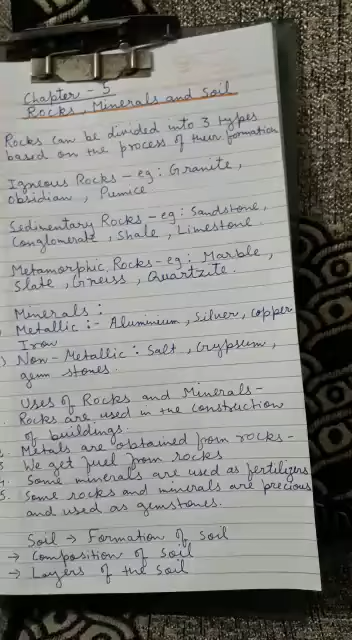 Chapter - 5
Rocks, Minerals and Soil
Rocks can be divided into 3 types
based on the process of their formation
Igneous Rocks - eg: Granite,
obsidian, Pumice
Sedimentary Rocks - eg: Sandstone,
Conglomerate, Shale, Limestone.
Metamorphic Rocks - eg: Marble,
Slate, Gneiss, Quartzite.
Minerals:
Metallic:- Aluminium, Silver, Copper
Iron
) Non-Metallic: Salt, Gypsum,
gem stones.
Uses of Rocks and Minerals-
Rocks are used in the construction
of buildings.
Metals are obtained from rocks-
3 We get fuel from rocks
4. Some minerals are used as fertilizers
5. Some rocks and minerals are precious
and used as gemstones.
Soil → Formation of soil
→ Composition of soil
→ Layers of the soil